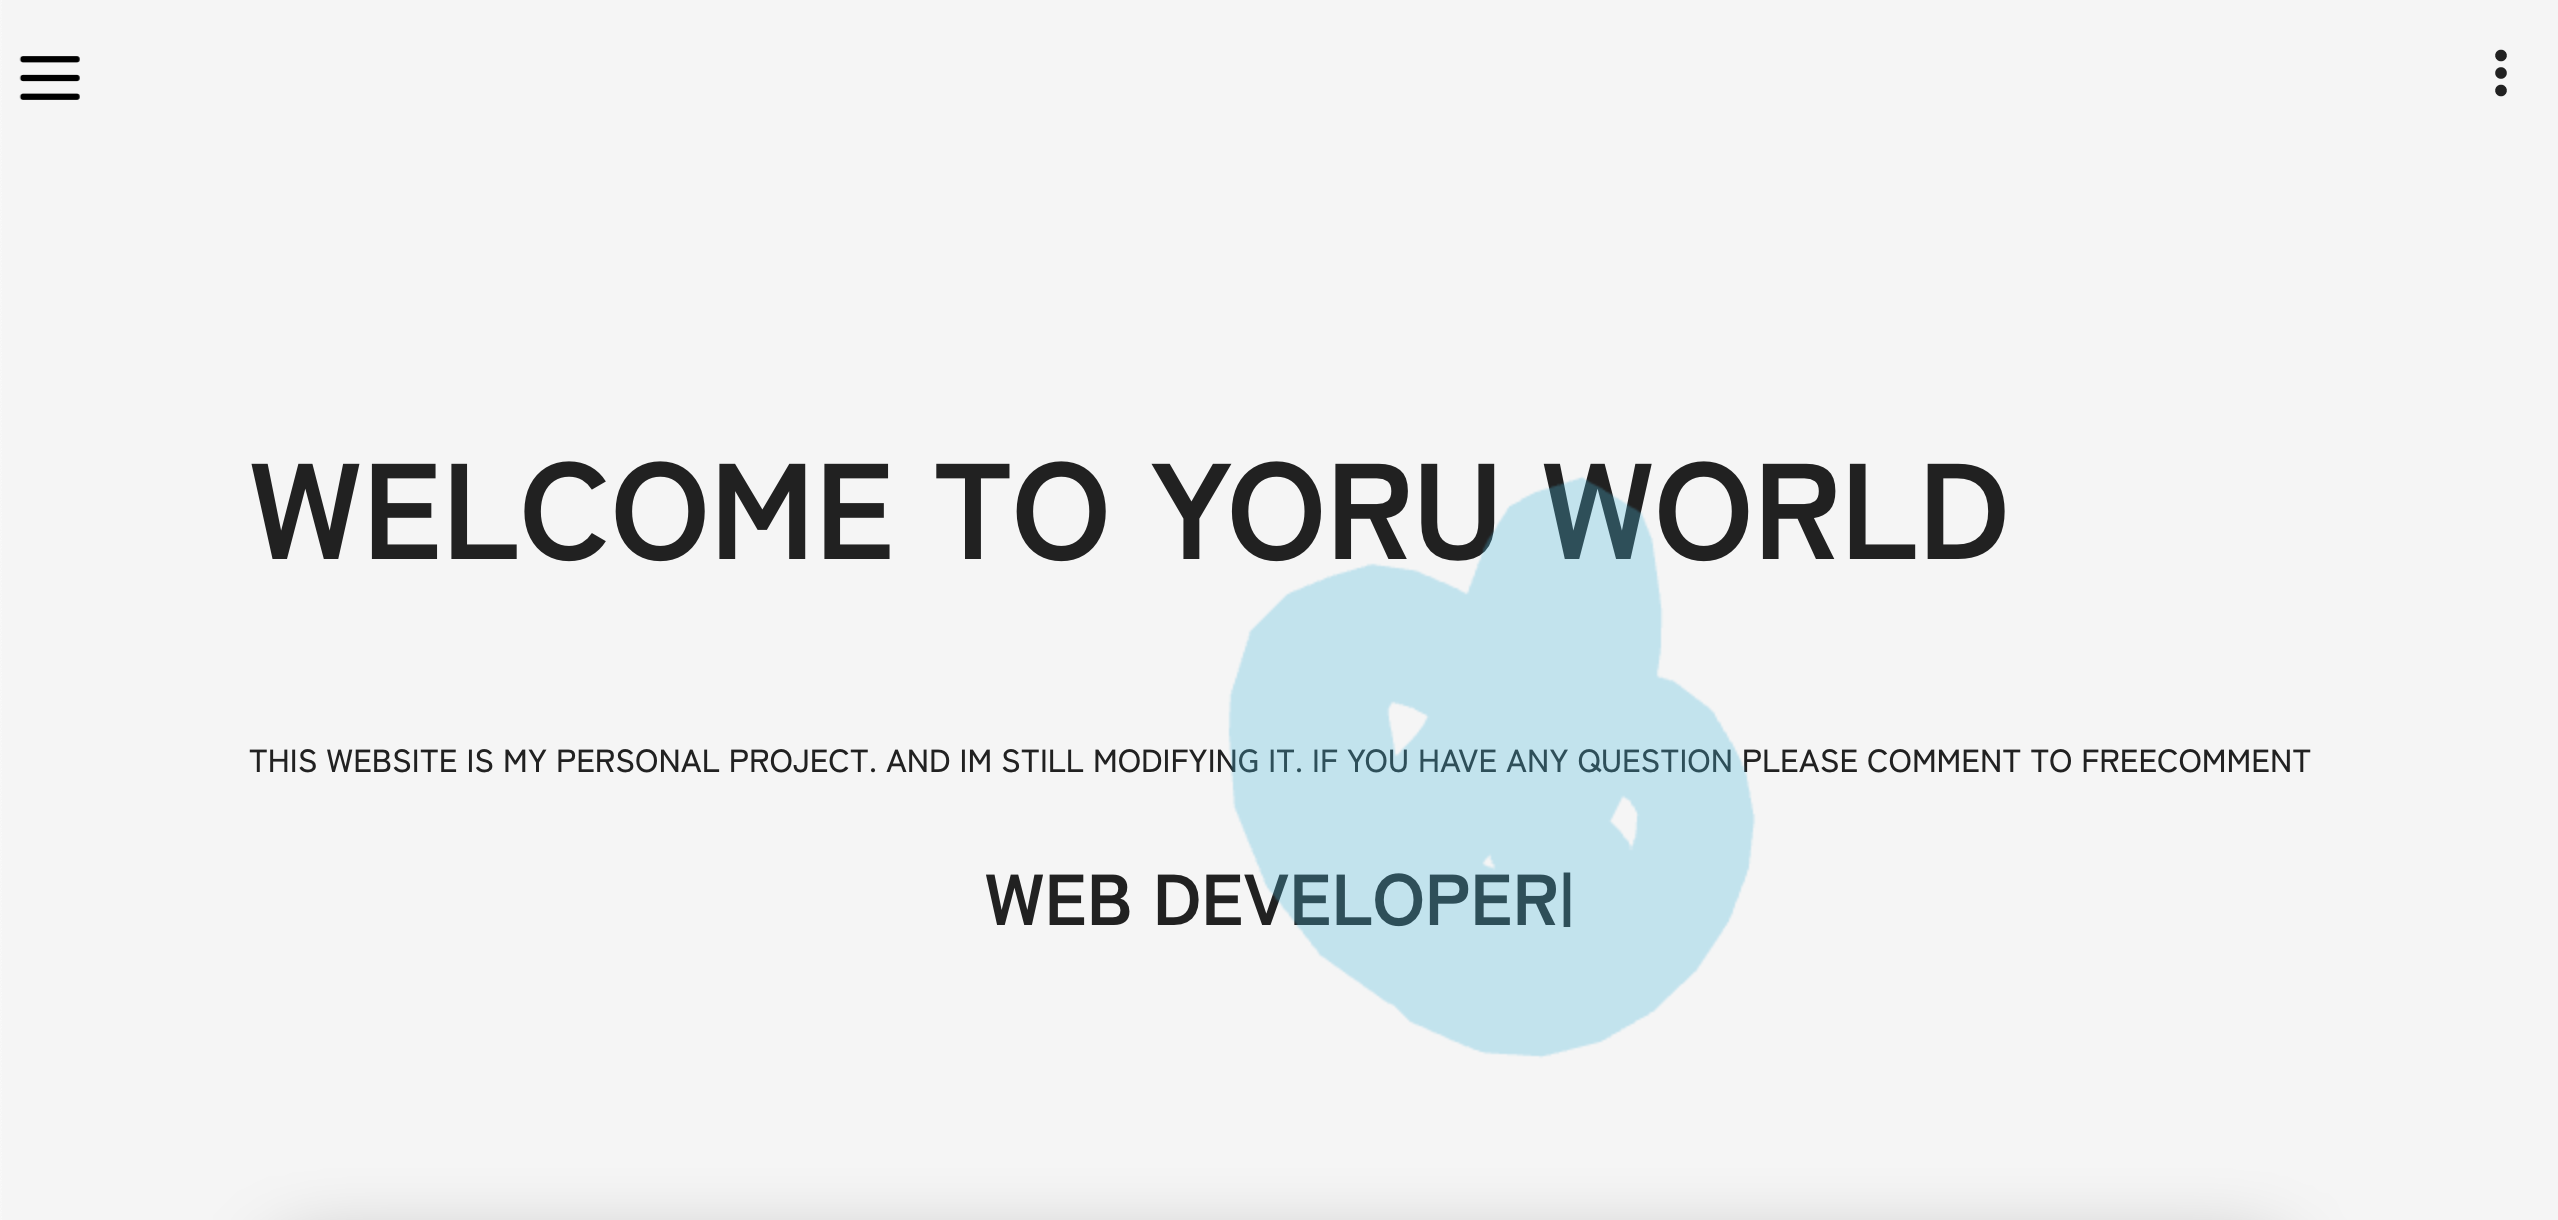 WELCOME TO YORU WORLD
THIS WEBSITE IS MY PERSONAL PROJECT. AND IM STILL MODIFYING IT. IF YOU HAVE ANY QUESTION PLEASE COMMENT TO FREECOMMENT
WEB DEVELOPER|